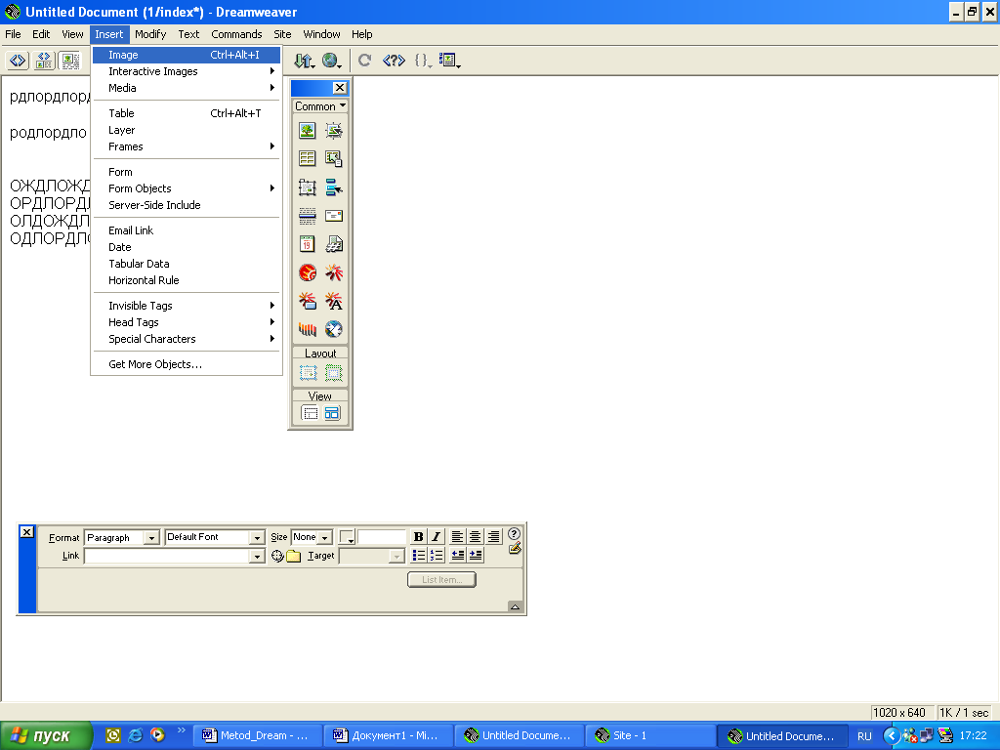 Untitled Document (1/index*) - Dreamweaver
File Edit View Insert Modify Text Commands Site Window Help
Image Ctrl+Alt+I
Interactive Images
Media
Table Ctrl+Alt+T
Layer
Frames
Form
Form Objects
Server-Side Include
Email Link
Date
Tabular Data
Horizontal Rule
Invisible Tags
Head Tags
Special Characters
Get More Objects...
рдлордлорд
родлордло
ОЖДЛОЖД
ОРДЛОРДЛ
ОЛДОЖДЛ
ОДЛОРДЛО
Common
19
Layout
View
Format Paragraph Default Font Size None B I
Link Target
List Item...
1020 x 640 1K / 1 sec
пуск Metod_Dream - ... Документ1 - Mi... Untitled Docume... Site - 1 Untitled Docume... RU 17:22